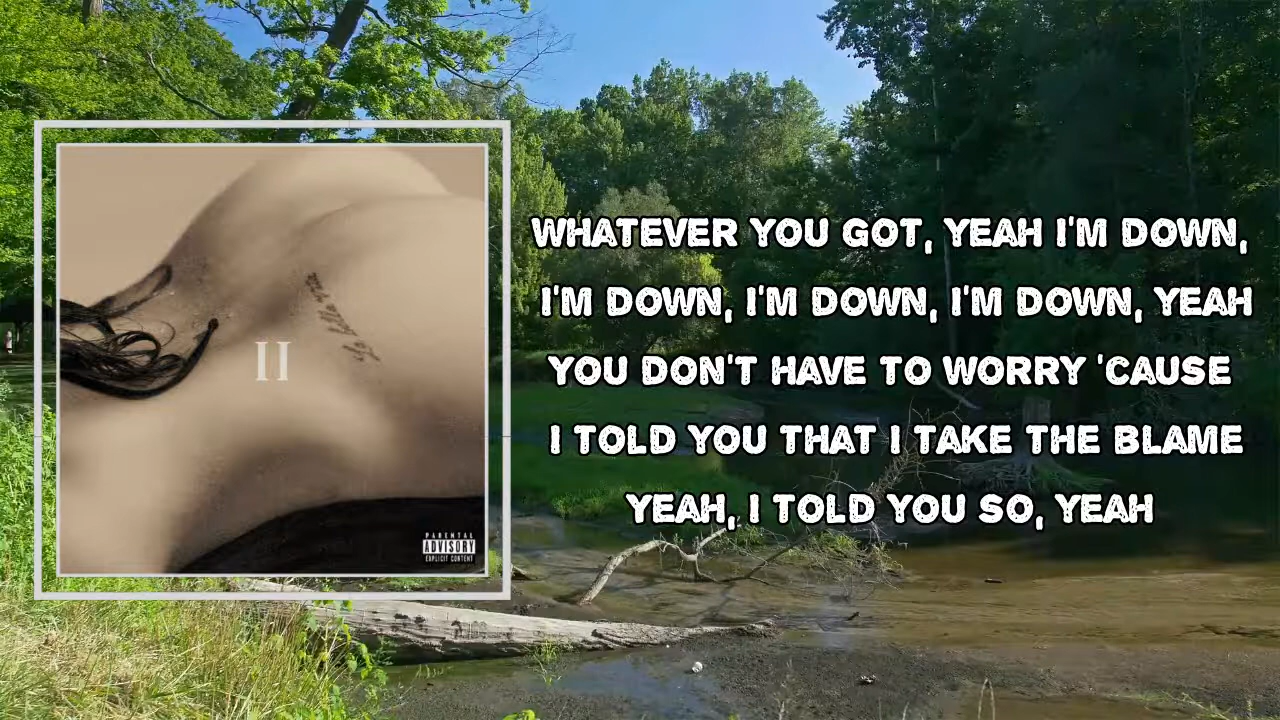 WHATEVER YOU GOT, YEAH I'M DOWN,
I'M DOWN, I'M DOWN, I'M DOWN, YEAH
YOU DON'T HAVE TO WORRY 'CAUSE
I TOLD YOU THAT I TAKE THE BLAME
YEAH, I TOLD YOU SO, YEAH
II
PARENTAL
ADVISORY
EXPLICIT CONTENT